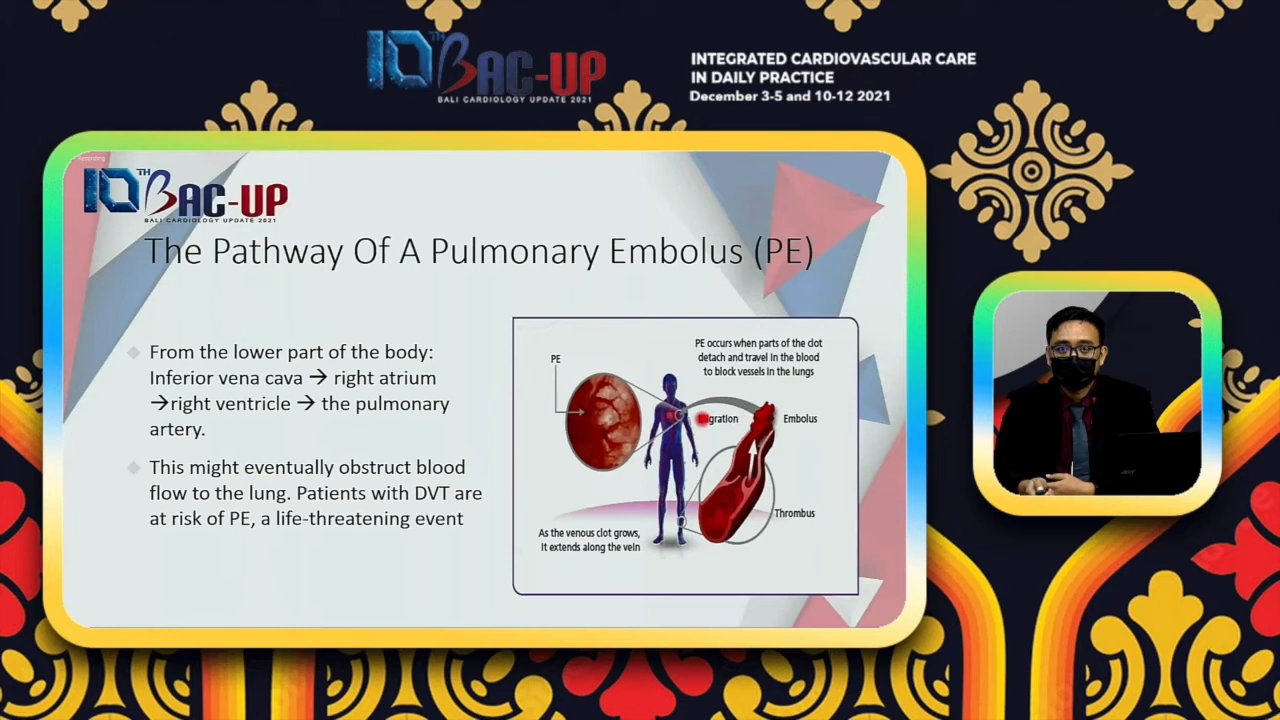 10TH BAC-UP
BALI CARDIOLOGY UPDATE 2021
INTEGRATED CARDIOVASCULAR CARE
IN DAILY PRACTICE
December 3-5 and 10-12 2021
Recording
10TH BAC-UP
BALI CARDIOLOGY UPDATE 2021
The Pathway Of A Pulmonary Embolus (PE)
From the lower part of the body:
Inferior vena cava → right atrium
→right ventricle → the pulmonary
artery.
This might eventually obstruct blood
flow to the lung. Patients with DVT are
at risk of PE, a life-threatening event
PE occurs when parts of the clot
detach and travel in the blood
to block vessels in the lungs
PE
Migration
Embolus
Thrombus
As the venous clot grows,
it extends along the vein
acer